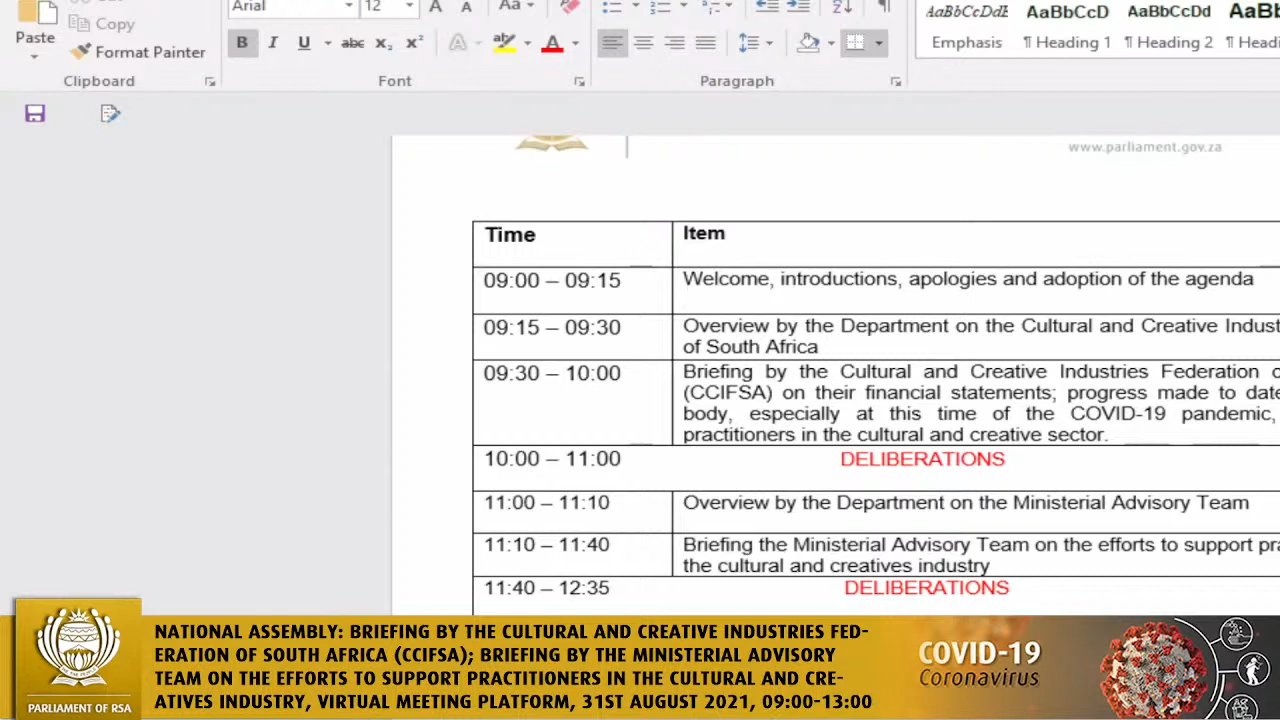 Arial 12 A A Aa
Copy
AaBbCcDdE AaBbCcD AaBbCcDd
Paste
Format Painter
B I U abc X₂ X² A A
Emphasis ¶ Heading 1 ¶ Heading 2
Clipboard Font Paragraph
www.parliament.gov.za
Time Item
09:00 – 09:15 Welcome, introductions, apologies and adoption of the agenda
09:15 – 09:30 Overview by the Department on the Cultural and Creative Indust
of South Africa
09:30 – 10:00 Briefing by the Cultural and Creative Industries Federation
(CCIFSA) on their financial statements; progress made to date
body, especially at this time of the COVID-19 pandemic,
practitioners in the cultural and creative sector.
10:00 – 11:00 DELIBERATIONS
11:00 – 11:10 Overview by the Department on the Ministerial Advisory Team
11:10 – 11:40 Briefing the Ministerial Advisory Team on the efforts to support pra
the cultural and creatives industry
11:40 – 12:35 DELIBERATIONS
NATIONAL ASSEMBLY: BRIEFING BY THE CULTURAL AND CREATIVE INDUSTRIES FED-
ERATION OF SOUTH AFRICA (CCIFSA); BRIEFING BY THE MINISTERIAL ADVISORY
TEAM ON THE EFFORTS TO SUPPORT PRACTITIONERS IN THE CULTURAL AND CRE-
ATIVES INDUSTRY, VIRTUAL MEETING PLATFORM, 31ST AUGUST 2021, 09:00-13:00
PARLIAMENT OF RSA
COVID-19
Coronavirus